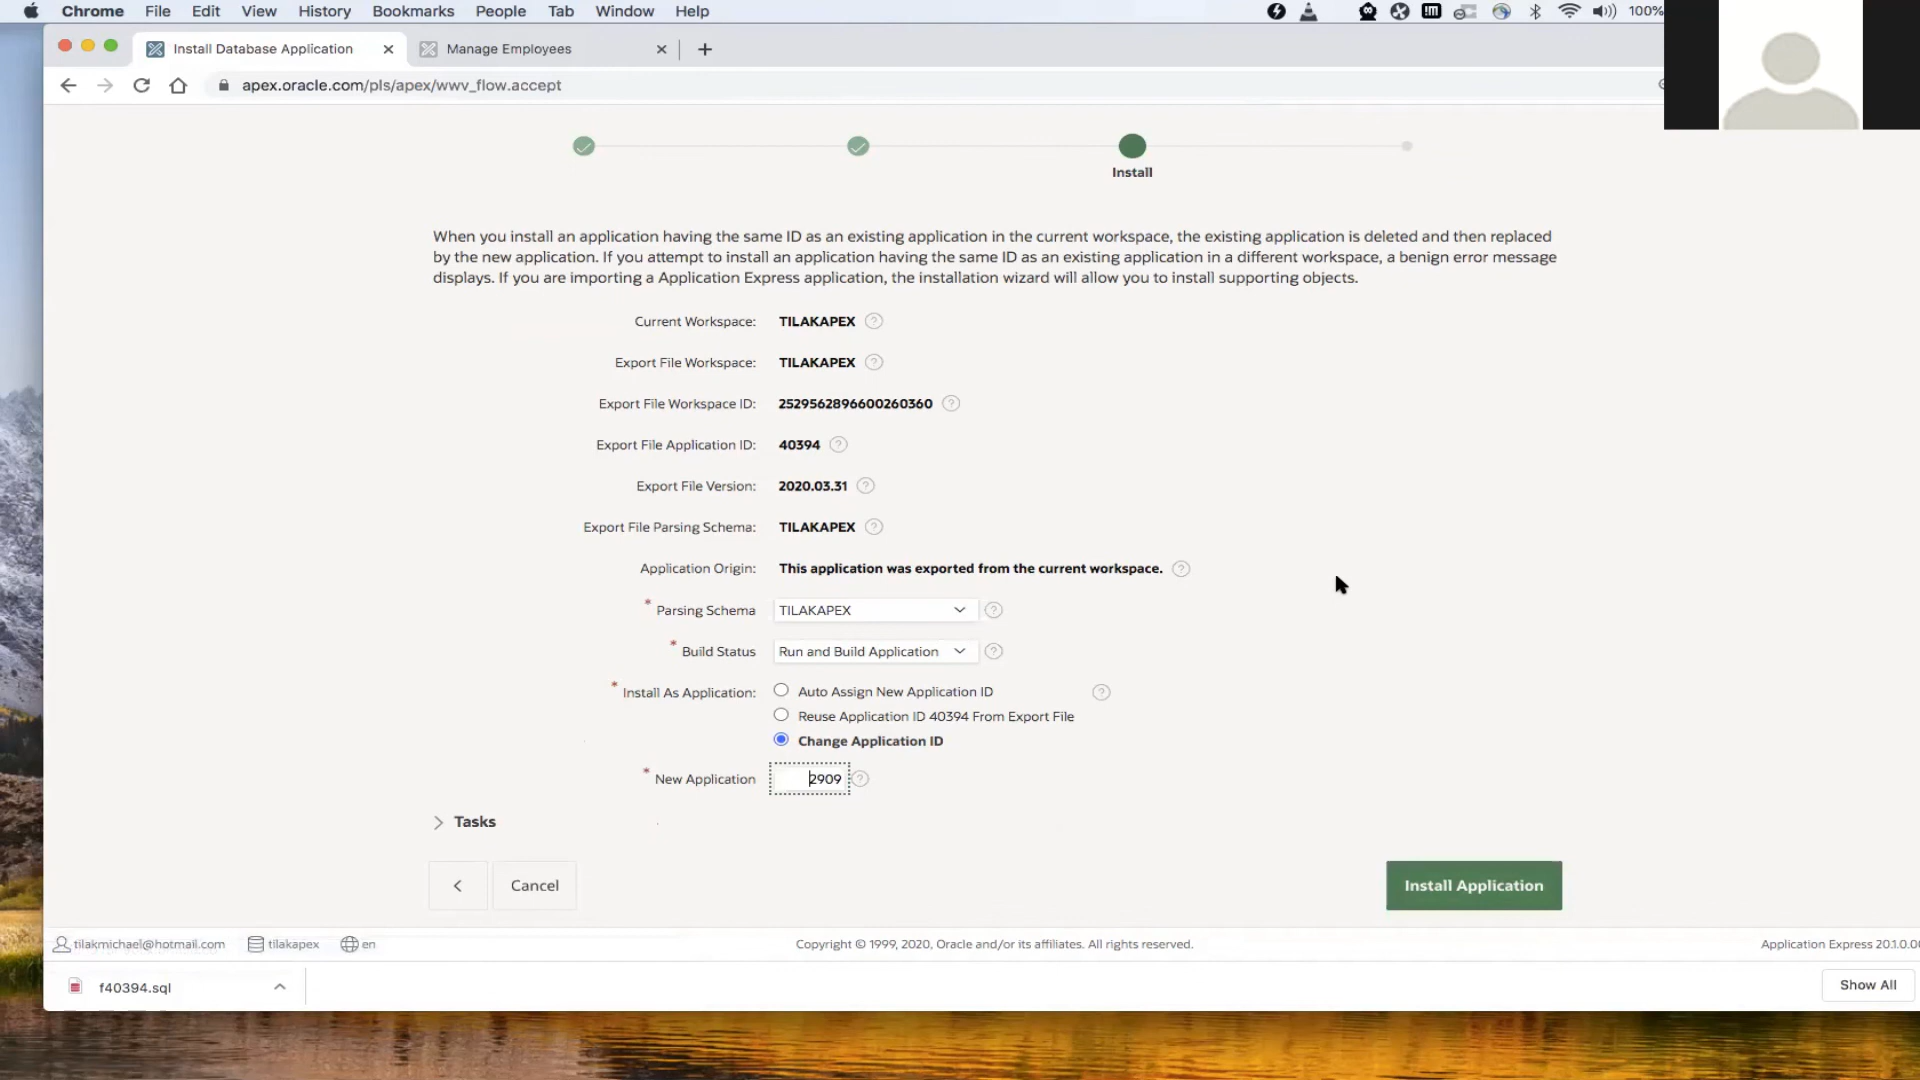 Chrome File Edit View History Bookmarks People Tab Window Help 100%
Install Database Application Manage Employees
apex.oracle.com/pls/apex/wwv_flow.accept
Install
When you install an application having the same ID as an existing application in the current workspace, the existing application is deleted and then replaced
by the new application. If you attempt to install an application having the same ID as an existing application in a different workspace, a benign error message
displays. If you are importing a Application Express application, the installation wizard will allow you to install supporting objects.
Current Workspace: TILAKAPEX ?
Export File Workspace: TILAKAPEX ?
Export File Workspace ID: 2529562896600260360 ?
Export File Application ID: 40394 ?
Export File Version: 2020.03.31 ?
Export File Parsing Schema: TILAKAPEX ?
Application Origin: This application was exported from the current workspace. ?
* Parsing Schema TILAKAPEX ?
* Build Status Run and Build Application ?
* Install As Application: Auto Assign New Application ID ?
Reuse Application ID 40394 From Export File
Change Application ID
* New Application 2909 ?
Tasks
Cancel Install Application
tilakmichael@hotmail.com tilakapex en Copyright © 1999, 2020, Oracle and/or its affiliates. All rights reserved. Application Express 20.1.0.00
f40394.sql Show All